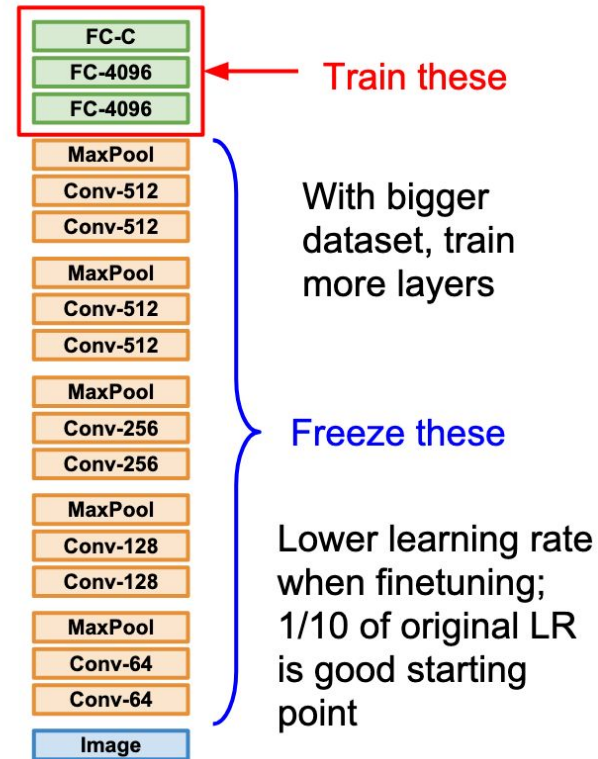 FC-C
FC-4096
FC-4096
Train these
MaxPool
Conv-512
Conv-512
With bigger
dataset, train
more layers
MaxPool
Conv-512
Conv-512
MaxPool
Conv-256
Conv-256
Freeze these
MaxPool
Conv-128
Conv-128
Lower learning rate
when finetuning;
1/10 of original LR
is good starting
point
MaxPool
Conv-64
Conv-64
Image